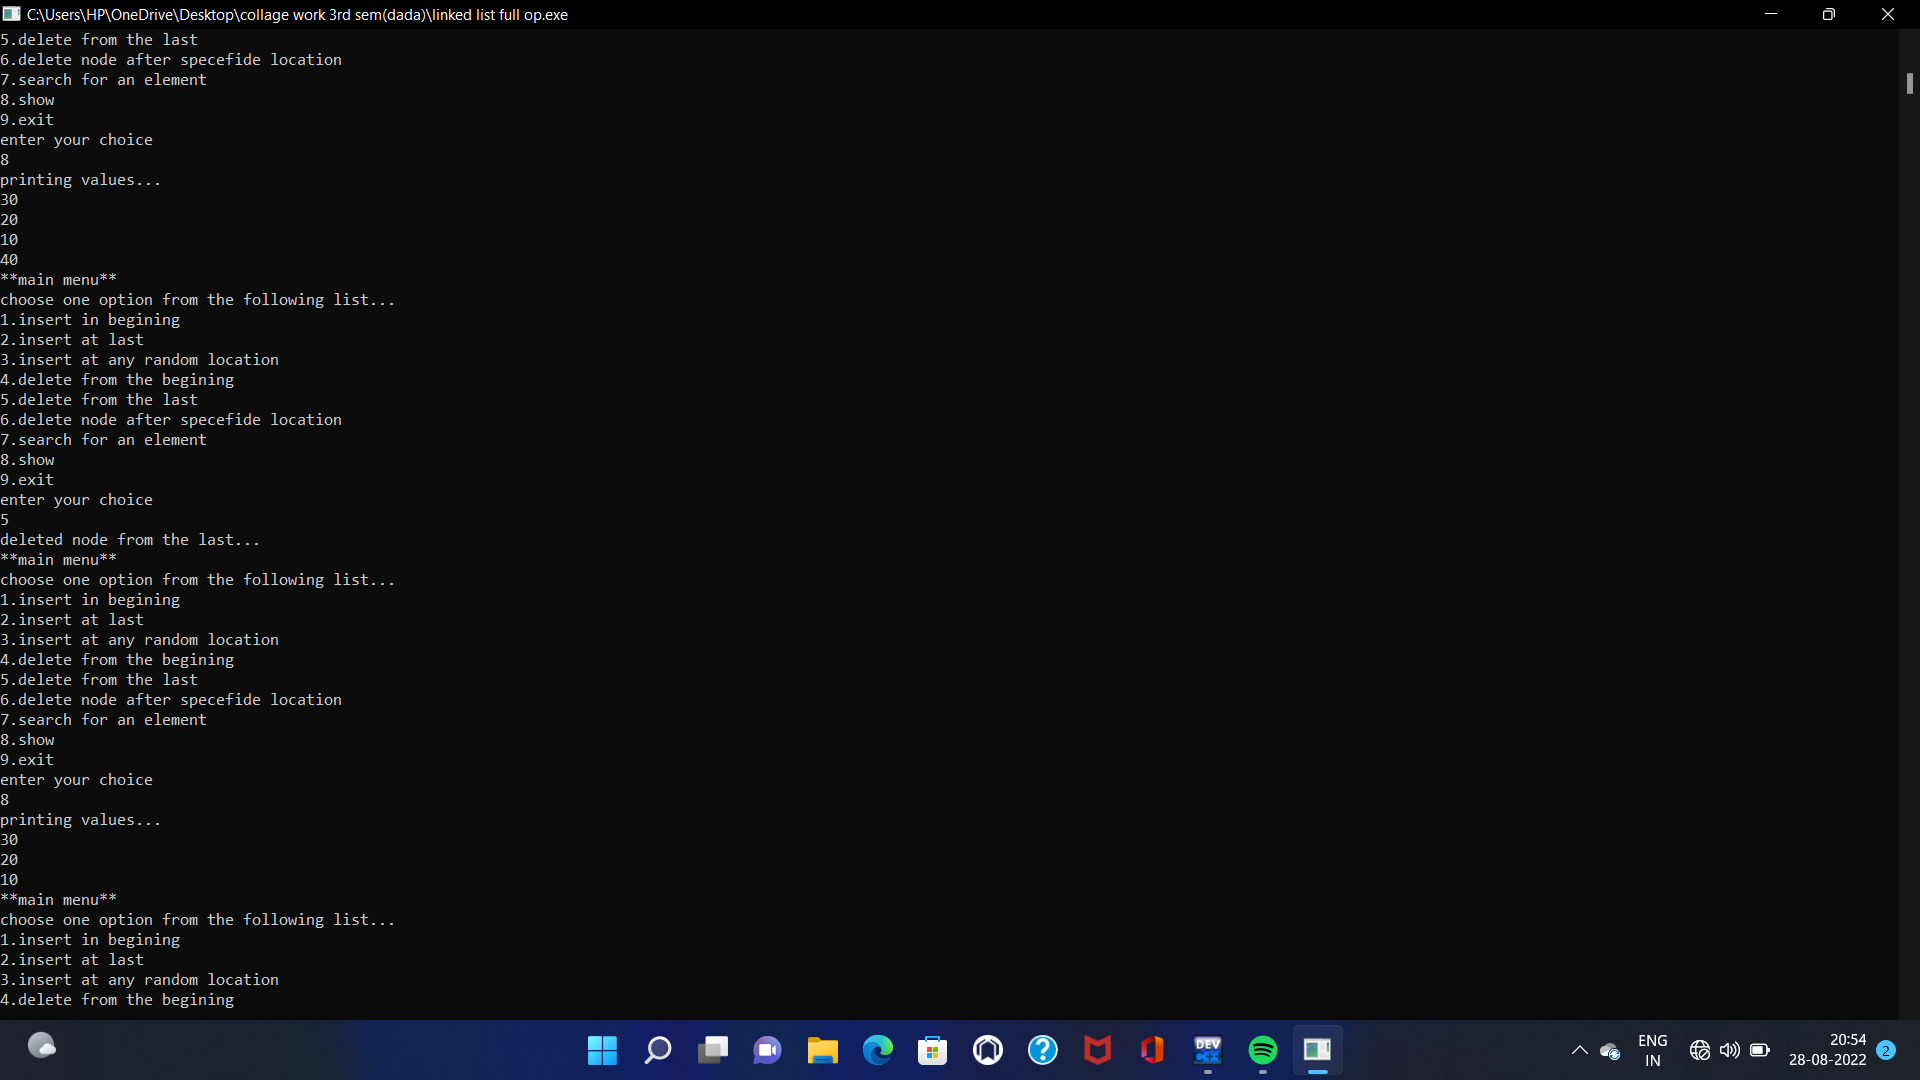 C:\Users\HP\OneDrive\Desktop\collage work 3rd sem(dada)\linked list full op.exe
5.delete from the last
6.delete node after specefide location
7.search for an element
8.show
9.exit
enter your choice
8
printing values...
30
20
10
40
**main menu**
choose one option from the following list...
1.insert in begining
2.insert at last
3.insert at any random location
4.delete from the begining
5.delete from the last
6.delete node after specefide location
7.search for an element
8.show
9.exit
enter your choice
5
deleted node from the last...
**main menu**
choose one option from the following list...
1.insert in begining
2.insert at last
3.insert at any random location
4.delete from the begining
5.delete from the last
6.delete node after specefide location
7.search for an element
8.show
9.exit
enter your choice
8
printing values...
30
20
10
**main menu**
choose one option from the following list...
1.insert in begining
2.insert at last
3.insert at any random location
4.delete from the begining
DEV
C++
ENG
IN
20:54
28-08-2022
2